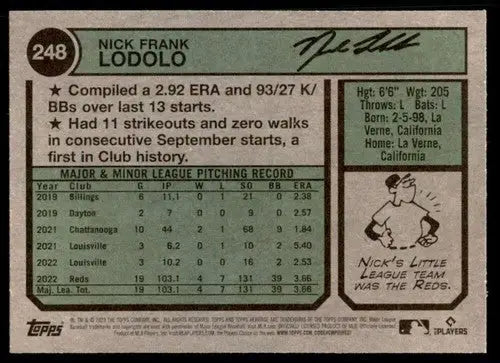 248
NICK FRANK
LODOLO
★ Compiled a 2.92 ERA and 93/27 K/
BBs over last 13 starts.
★ Had 11 strikeouts and zero walks
in consecutive September starts, a
first in Club history.
Hgt: 6'6" Wgt: 205
Throws: L Bats: L
Born: 2-5-98, La
Verne, California
Home: La Verne,
California
MAJOR & MINOR LEAGUE PITCHING RECORD
Year Club G IP W L SO BB ERA
2019 Billings 6 11.1 0 1 21 0 2.38
2019 Dayton 2 7 0 0 9 0 2.57
2021 Chattanooga 10 44 2 1 68 9 1.84
2021 Louisville 3 6.2 0 1 10 2 5.40
2022 Louisville 3 10.2 0 0 16 2 2.53
2022 Reds 19 103.1 4 7 131 39 3.66
Maj. Lea. Tot. 19 103.1 4 7 131 39 3.66
NICK'S LITTLE
LEAGUE TEAM
WAS THE REDS.
Topps
PLAYERS